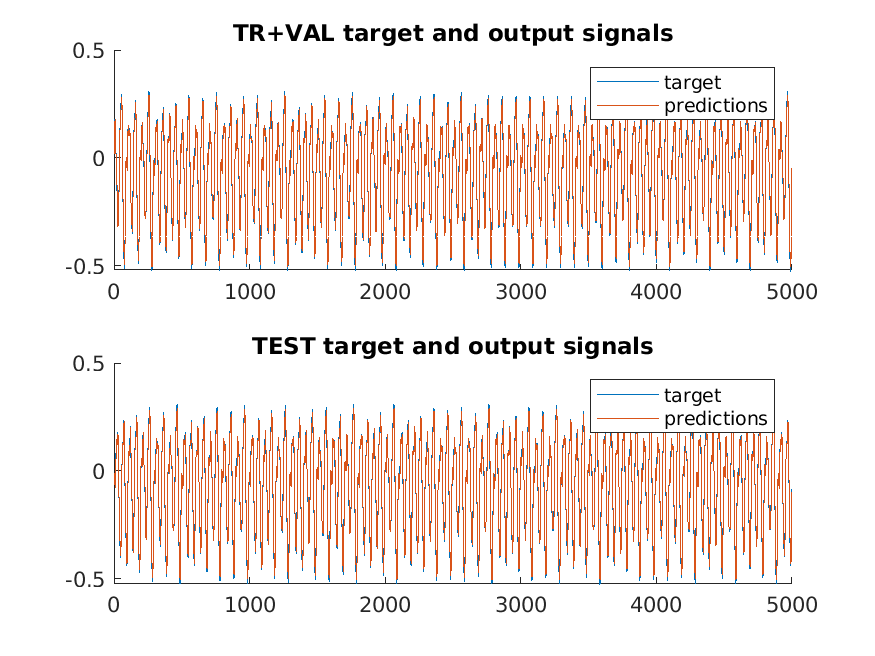 TR+VAL target and output signals
0.5
target
predictions
0
-0.5
0 1000 2000 3000 4000 5000
TEST target and output signals
0.5
target
predictions
0
-0.5
0 1000 2000 3000 4000 5000